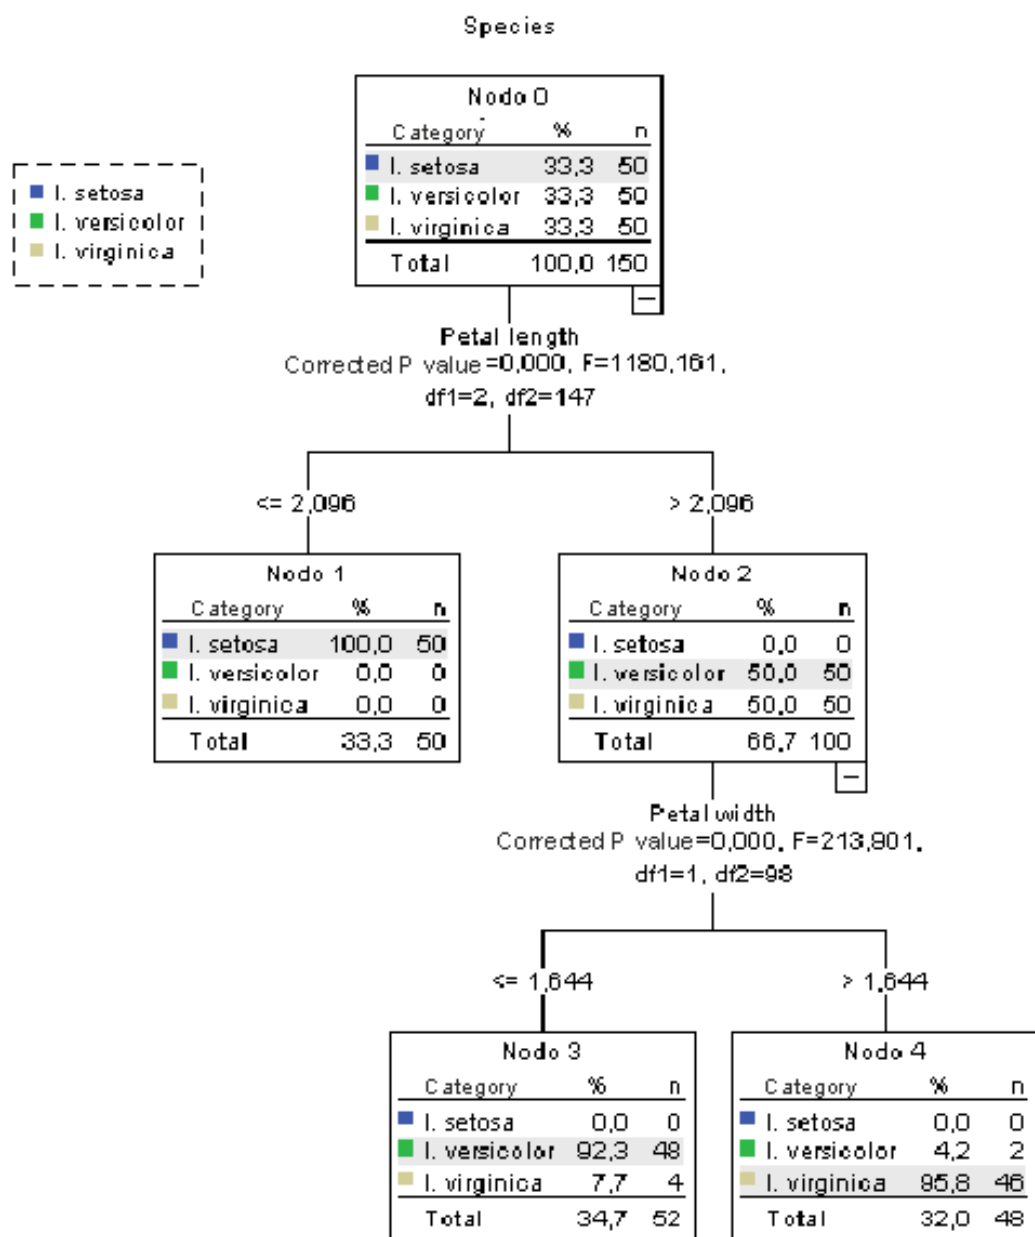 Species
Nodo 0
Category % n
I. setosa 33,3 50
I. versicolor 33,3 50
I. virginica 33,3 50
Total 100,0 150
I. setosa
I. versicolor
I. virginica
Petal length
Corrected P value=0,000, F=1180,161,
df1=2, df2=147
<= 2,096
> 2,096
Nodo 1
Category % n
I. setosa 100,0 50
I. versicolor 0,0 0
I. virginica 0,0 0
Total 33,3 50
Nodo 2
Category % n
I. setosa 0,0 0
I. versicolor 50,0 50
I. virginica 50,0 50
Total 66,7 100
Petal width
Corrected P value=0,000, F=213,901,
df1=1, df2=98
<= 1,644
> 1,644
Nodo 3
Category % n
I. setosa 0,0 0
I. versicolor 92,3 48
I. virginica 7,7 4
Total 34,7 52
Nodo 4
Category % n
I. setosa 0,0 0
I. versicolor 4,2 2
I. virginica 95,8 46
Total 32,0 48